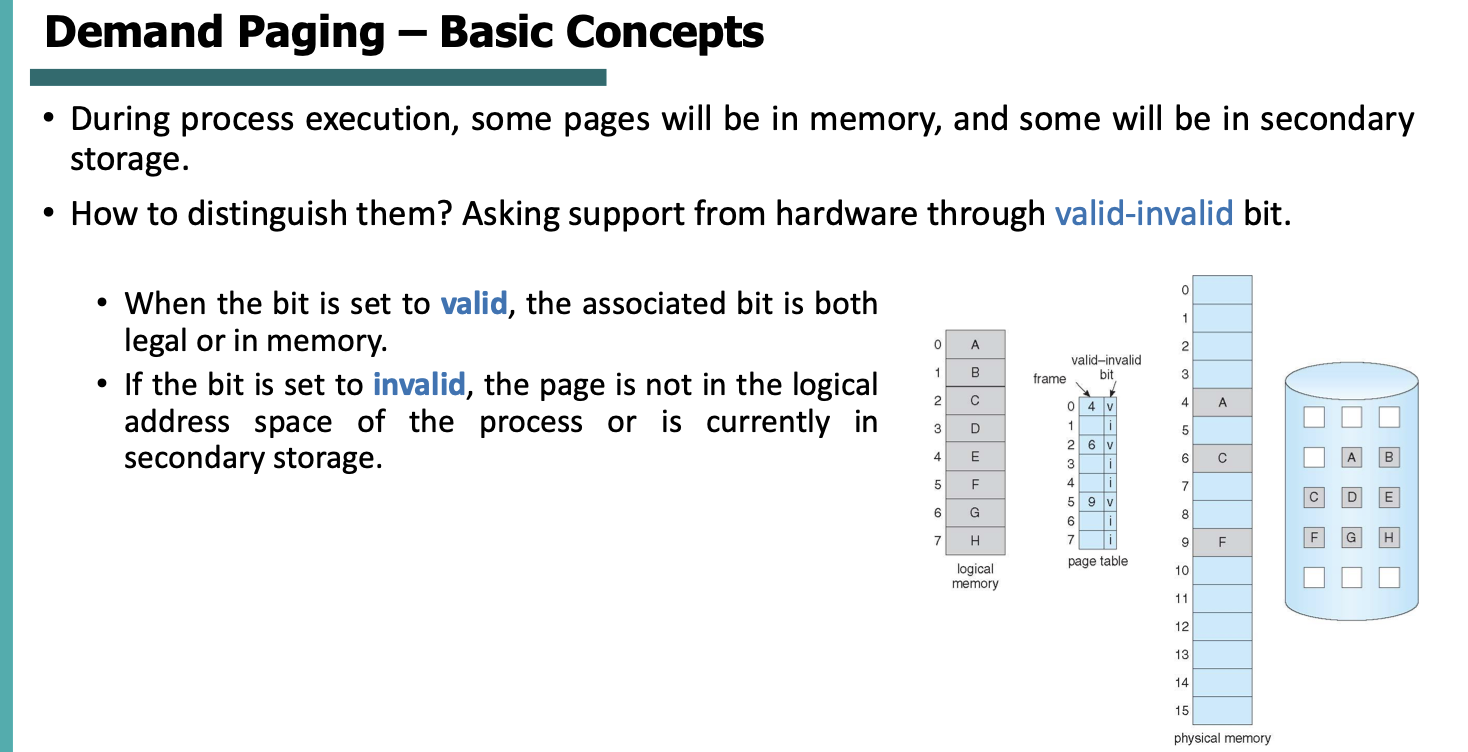 Demand Paging – Basic Concepts
• During process execution, some pages will be in memory, and some will be in secondary
storage.
• How to distinguish them? Asking support from hardware through valid-invalid bit.
• When the bit is set to valid, the associated bit is both
legal or in memory.
• If the bit is set to invalid, the page is not in the logical
address space of the process or is currently in
secondary storage.
0 A
1 B
2 C
3 D
4 E
5 F
6 G
7 H
logical
memory
valid–invalid
bit
frame
0 4 v
1 i
2 6 v
3 i
4 i
5 9 v
6 i
7 i
page table
0
1
2
3
4 A
5
6 C
7
8
9 F
10
11
12
13
14
15
physical memory
A B
C D E
F G H